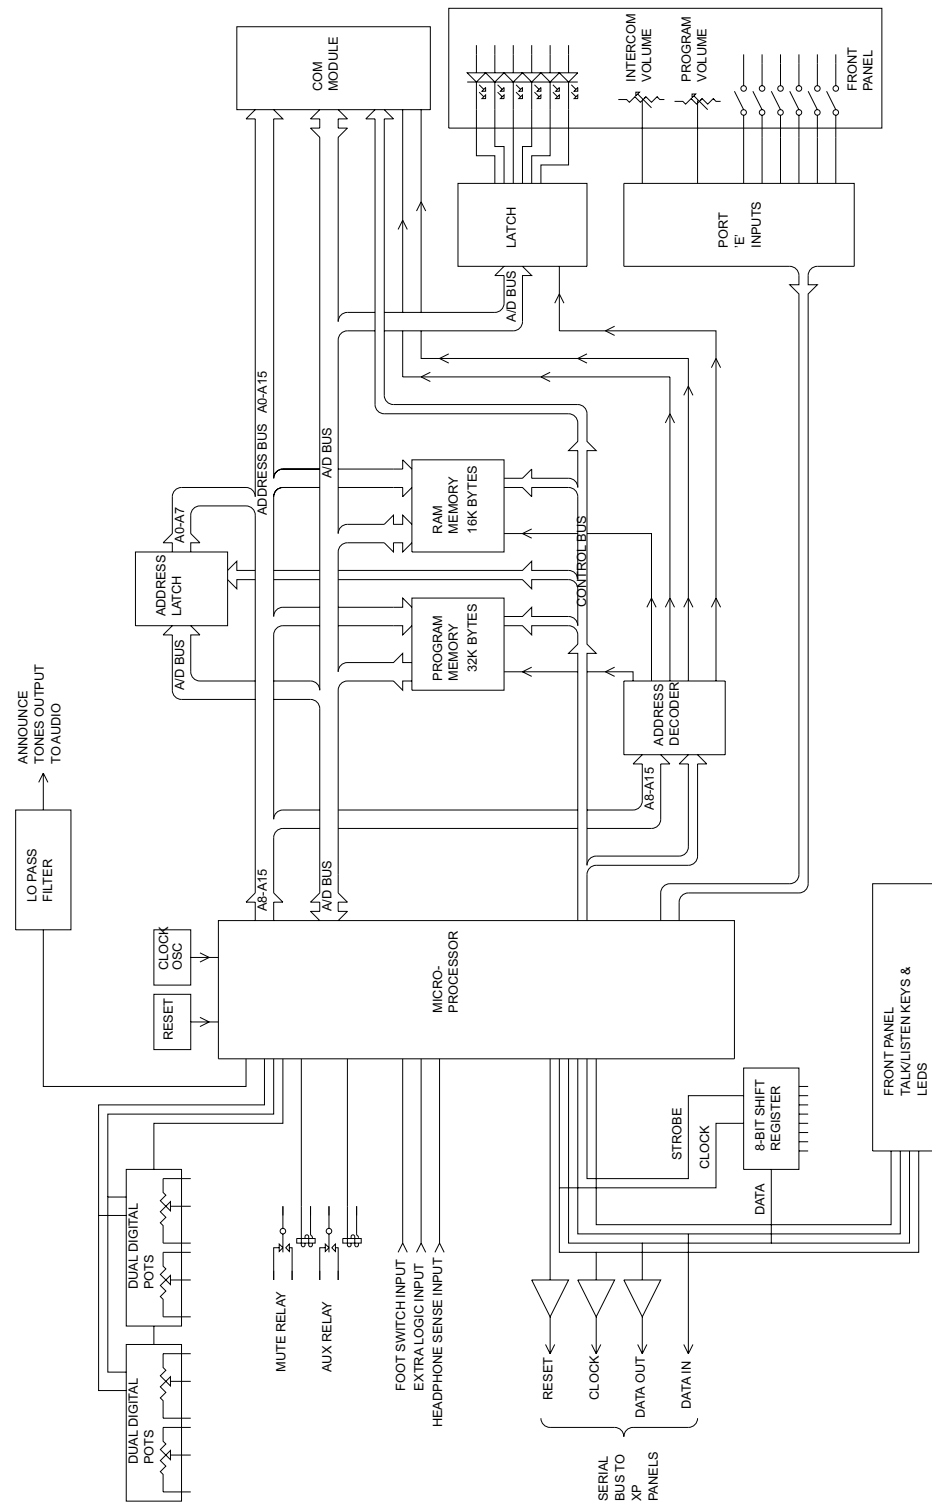 ANNOUNCE
TONES OUTPUT
TO AUDIO
LO PASS
FILTER
DUAL DIGITAL
POTS
DUAL DIGITAL
POTS
RESET
CLOCK
OSC
A/D BUS
ADDRESS
LATCH
A0-A7
COM
MODULE
A8-A15
ADDRESS BUS A0-A15
A/D BUS
A/D BUS
MUTE RELAY
AUX RELAY
FOOT SWITCH INPUT
EXTRA LOGIC INPUT
HEADPHONE SENSE INPUT
MICRO-
PROCESSOR
PROGRAM
MEMORY
32K BYTES
RAM
MEMORY
16K BYTES
A/D BUS
LATCH
CONTROL BUS
A8-A15
ADDRESS
DECODER
INTERCOM
VOLUME
PROGRAM
VOLUME
FRONT
PANEL
PORT
'E'
INPUTS
RESET
CLOCK
DATA OUT
DATA IN
SERIAL
BUS TO
XP
PANELS
STROBE
CLOCK
DATA
8-BIT SHIFT
REGISTER
FRONT PANEL
TALK/LISTEN KEYS &
LEDS